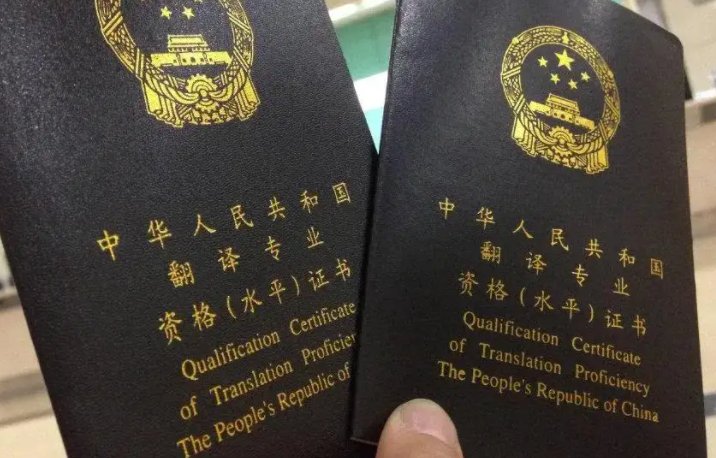 中华人民共和国
翻译专业
资格(水平)证书
Qualification Certificate
of Translation Proficien
The People's Republic of
中华人民共和国
翻译专业
资格(水平)证书
Qualification Certificate
of Translation Proficiency
The People's Republic of China